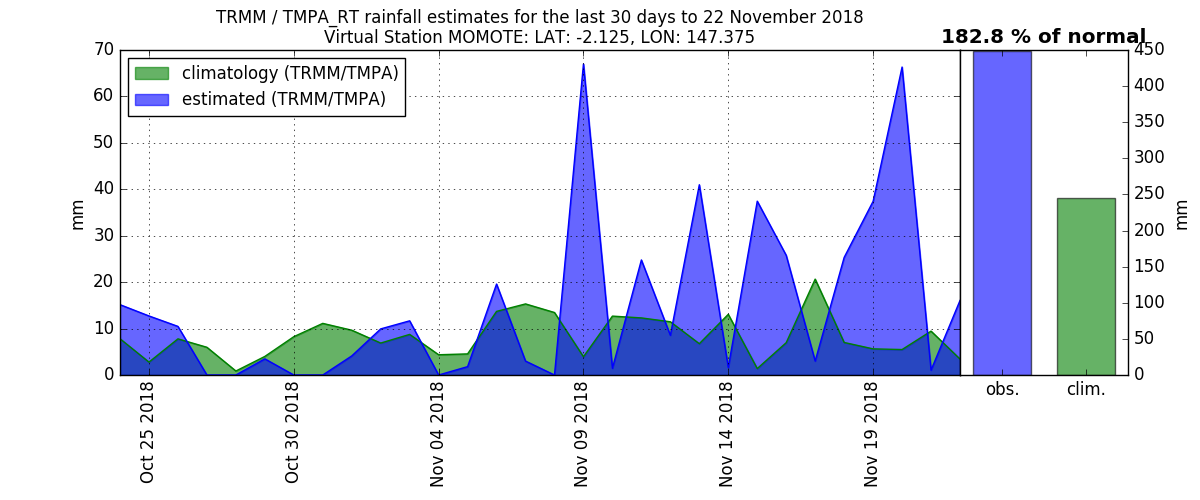 TRMM / TMPA_RT rainfall estimates for the last 30 days to 22 November 2018
Virtual Station MOMOTE: LAT: -2.125, LON: 147.375
182.8 % of normal
climatology (TRMM/TMPA)
estimated (TRMM/TMPA)
70
60
50
40
30
20
10
0
mm
Oct 25 2018
Oct 30 2018
Nov 04 2018
Nov 09 2018
Nov 14 2018
Nov 19 2018
450
400
350
300
250
200
150
100
50
0
mm
obs.
clim.